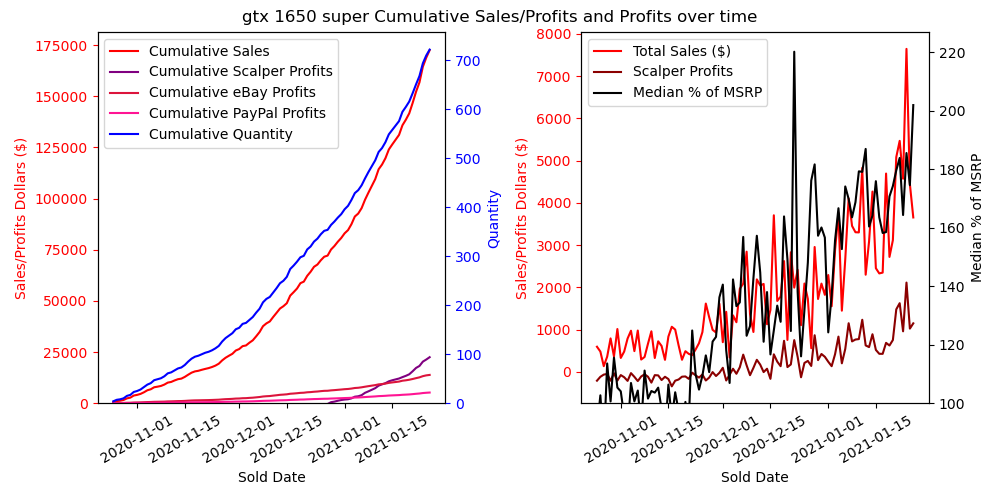 gtx 1650 super Cumulative Sales/Profits and Profits over time
Cumulative Sales
Cumulative Scalper Profits
Cumulative eBay Profits
Cumulative PayPal Profits
Cumulative Quantity
175000
150000
125000
100000
75000
50000
25000
0
Sales/Profits Dollars ($)
700
600
500
400
300
200
100
0
Quantity
2020-11-01
2020-11-15
2020-12-01
2020-12-15
2021-01-01
2021-01-15
Sold Date
Total Sales ($)
Scalper Profits
Median % of MSRP
8000
7000
6000
5000
4000
3000
2000
1000
0
Sales/Profits Dollars ($)
220
200
180
160
140
120
100
Median % of MSRP
2020-11-01
2020-11-15
2020-12-01
2020-12-15
2021-01-01
2021-01-15
Sold Date